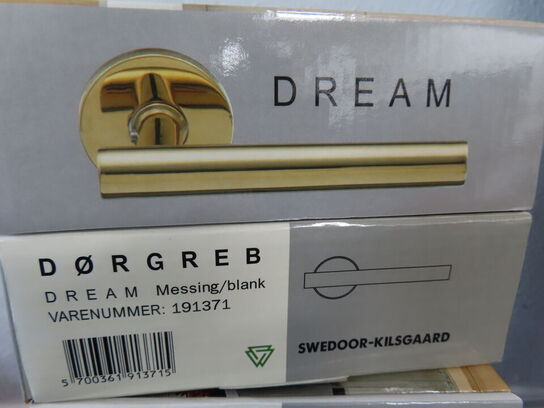 DREAM
DØRGREB
DREAM Messing/blank
VARENUMMER: 191371
5 700361 913715
SWEDOOR-KILSGAARD